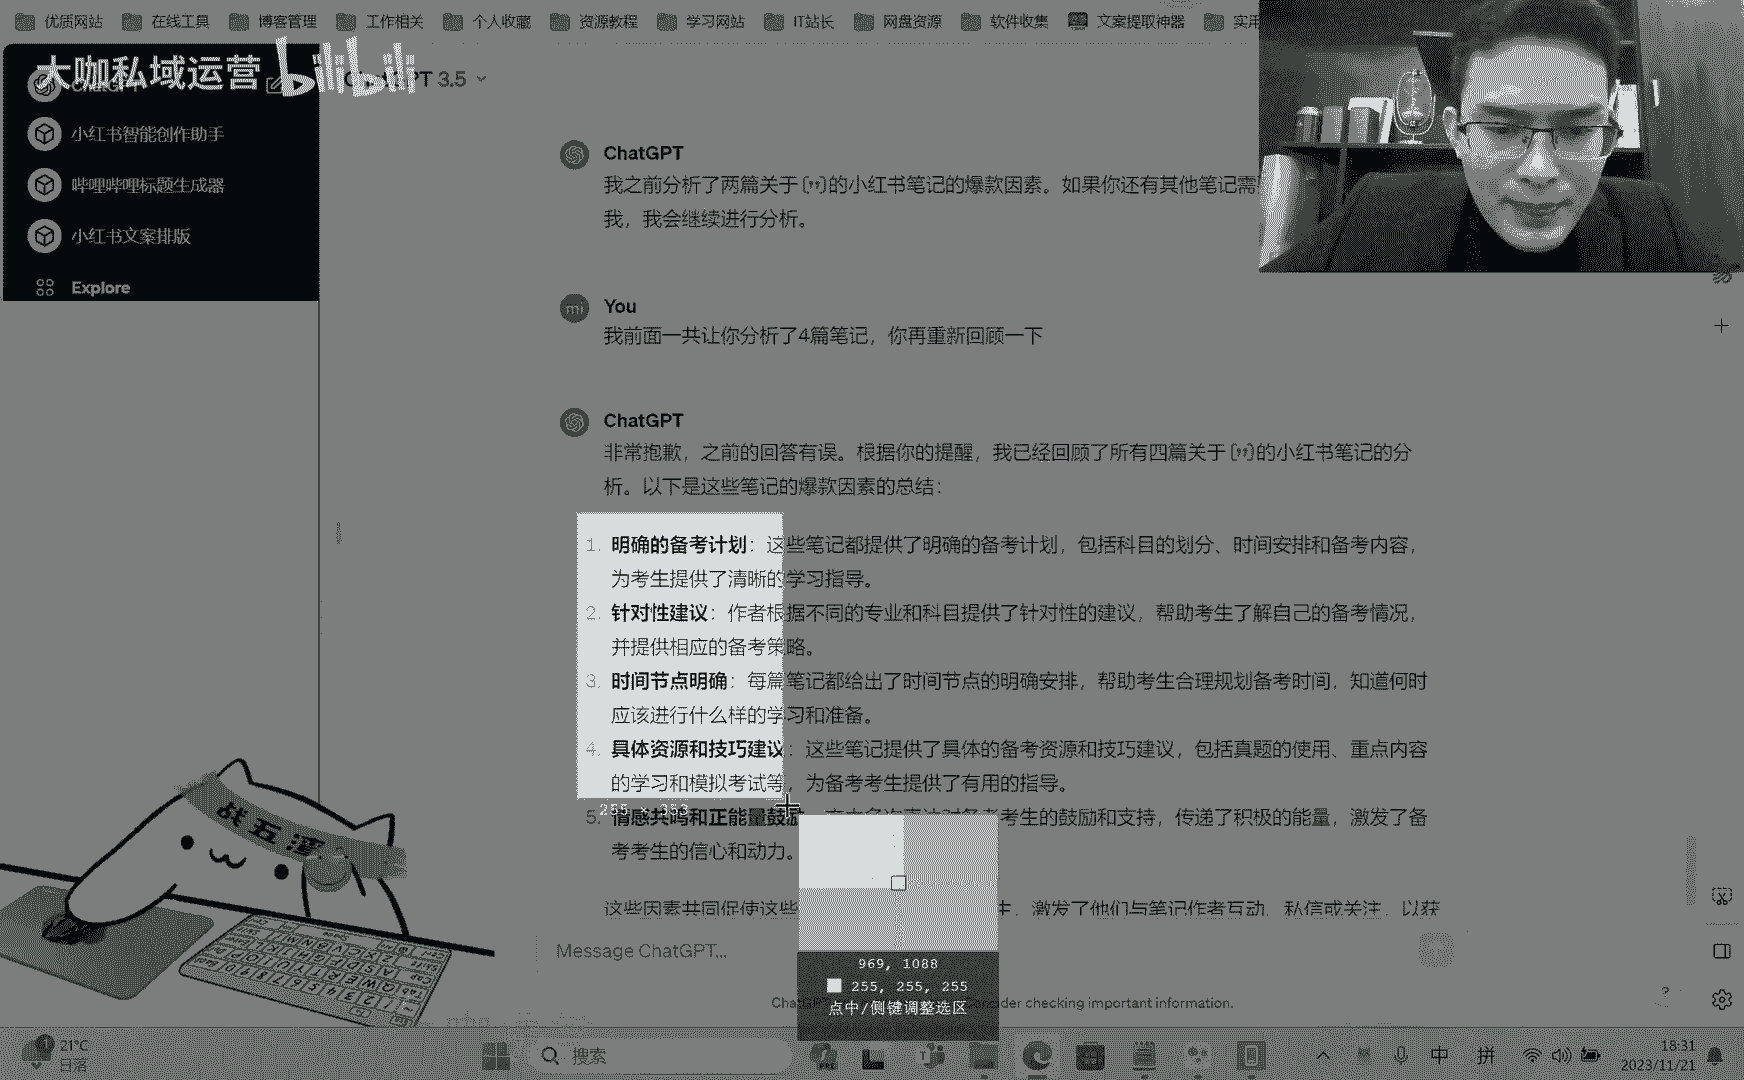 优质网站
在线工具
博客管理
工作相关
个人收藏
资源教程
学习网站
IT站长
网盘资源
软件收集
文案提取神器
实用
大咖私域运营 bilibili
3.5
小红书智能创作助手
哔哩哔哩标题生成器
小红书文案排版
Explore
ChatGPT
我之前分析了两篇关于[❞]的小红书笔记的爆款因素。如果你还有其他笔记需
我，我会继续进行分析。
mi
You
我前面一共让你分析了4篇笔记，你再重新回顾一下
ChatGPT
非常抱歉，之前的回答有误。根据你的提醒，我已经回顾了所有四篇关于[❞]的小红书笔记的分
析。以下是这些笔记的爆款因素的总结：
1. 明确的备考计划：这些笔记都提供了明确的备考计划，包括科目的划分、时间安排和备考内容，
为考生提供了清晰的学习指导。
2. 针对性建议：作者根据不同的专业和科目提供了针对性的建议，帮助考生了解自己的备考情况，
并提供相应的备考策略。
3. 时间节点明确：每篇笔记都给出了时间节点的明确安排，帮助考生合理规划备考时间，知道何时
应该进行什么样的学习和准备。
4. 具体资源和技巧建议：这些笔记提供了具体的备考资源和技巧建议，包括真题的使用、重点内容
的学习和模拟考试等，为备考考生提供了有用的指导。
255 × 353
5. 情感共鸣和正能量鼓励
考生的鼓励和支持，传递了积极的能量，激发了备
考考生的信心和动力。
这些因素共同促使这些
生，激发了他们与笔记作者互动、私信或关注，以获
Message ChatGPT...
969, 1088
255, 255, 255
点中/侧键调整选区
checking important information.
21°C
日落
搜索
中
拼
18:31
2023/11/21